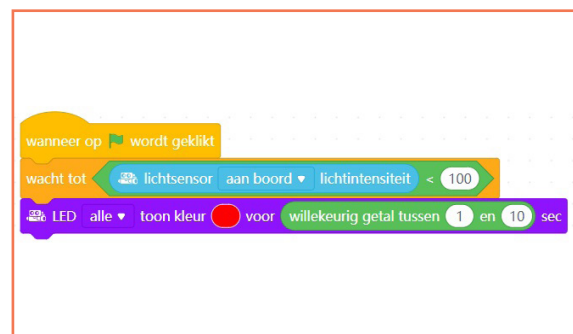 wanneer op wordt geklikt
wacht tot lichtsensor aan boord ▾ lichtintensiteit < 100
LED alle ▾ toon kleur voor willekeurig getal tussen 1 en 10 sec